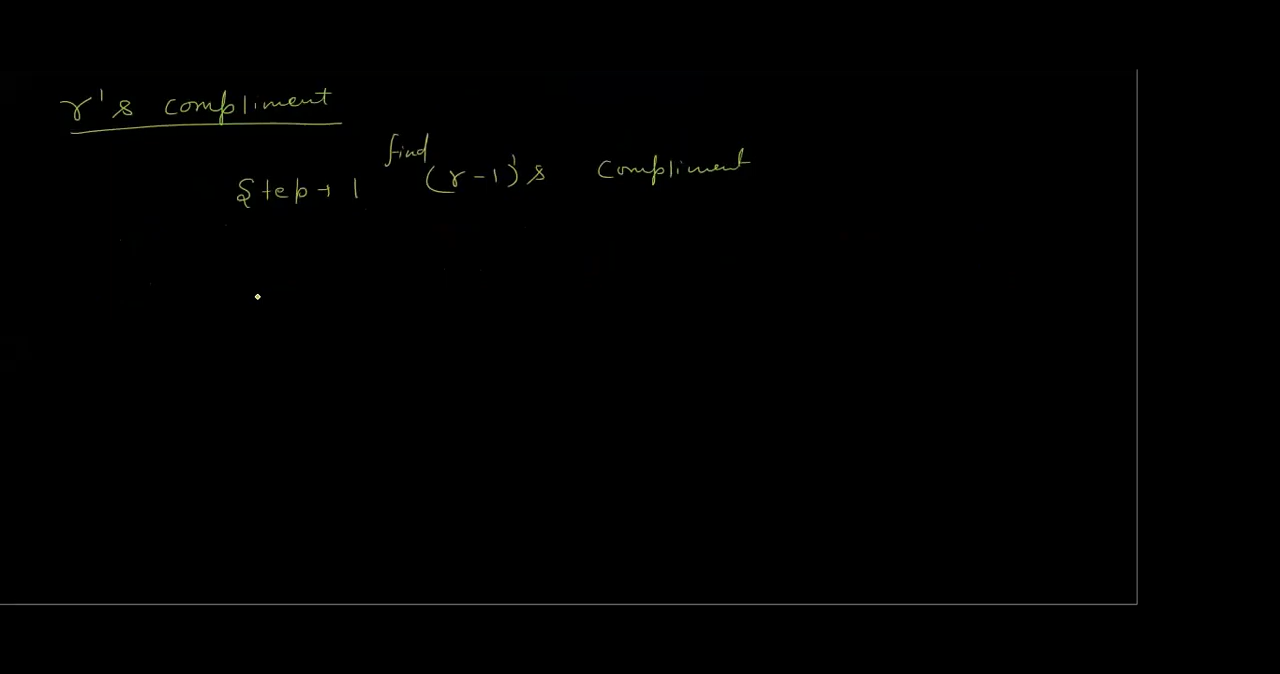 r's compliment
find
Step → 1 (r-1)'s compliment